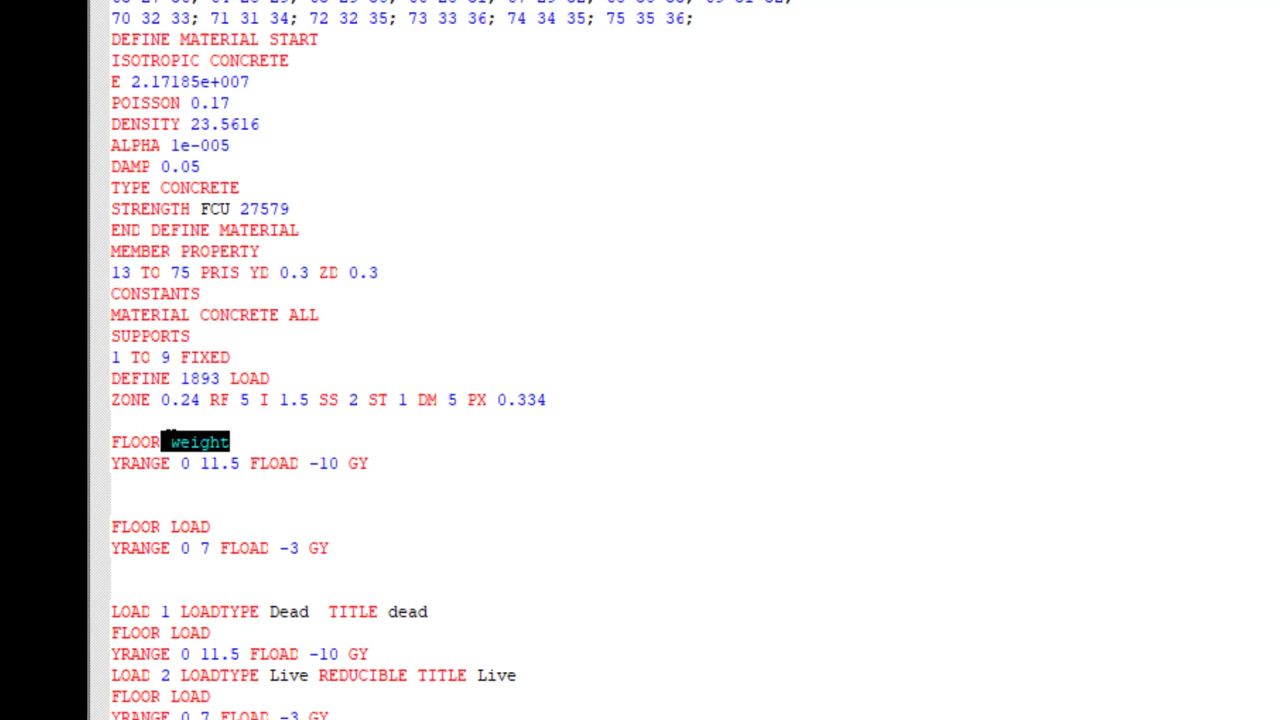 70 32 33; 71 31 34; 72 32 35; 73 33 36; 74 34 35; 75 35 36;
DEFINE MATERIAL START
ISOTROPIC CONCRETE
E 2.17185e+007
POISSON 0.17
DENSITY 23.5616
ALPHA 1e-005
DAMP 0.05
TYPE CONCRETE
STRENGTH FCU 27579
END DEFINE MATERIAL
MEMBER PROPERTY
13 TO 75 PRIS YD 0.3 ZD 0.3
CONSTANTS
MATERIAL CONCRETE ALL
SUPPORTS
1 TO 9 FIXED
DEFINE 1893 LOAD
ZONE 0.24 RF 5 I 1.5 SS 2 ST 1 DM 5 PX 0.334
FLOOR weight
YRANGE 0 11.5 FLOAD -10 GY
FLOOR LOAD
YRANGE 0 7 FLOAD -3 GY
LOAD 1 LOADTYPE Dead  TITLE dead
FLOOR LOAD
YRANGE 0 11.5 FLOAD -10 GY
LOAD 2 LOADTYPE Live REDUCIBLE TITLE Live
FLOOR LOAD
YRANGE 0 7 FLOAD -3 GY